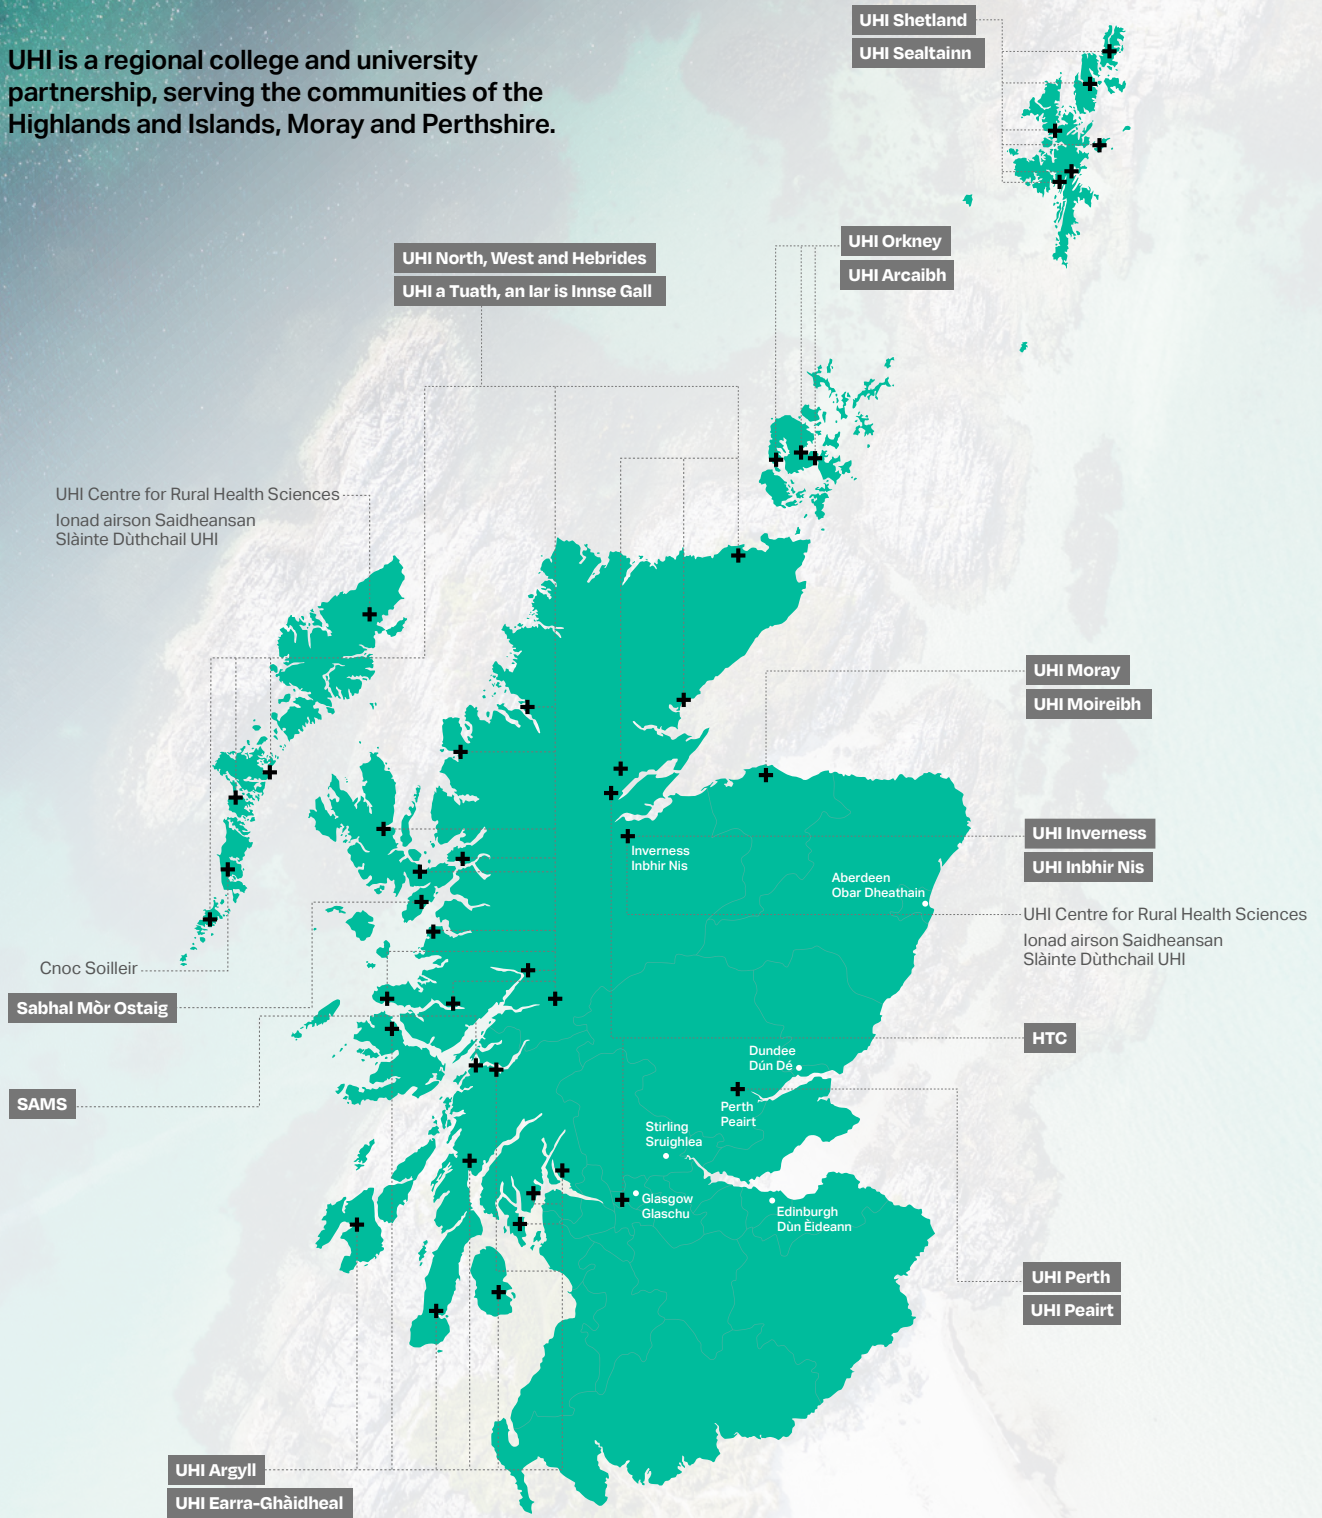 UHI is a regional college and university
partnership, serving the communities of the
Highlands and Islands, Moray and Perthshire.
UHI Shetland
UHI Sealtainn
UHI Orkney
UHI Arcaibh
UHI North, West and Hebrides
UHI a Tuath, an Iar is Innse Gall
UHI Centre for Rural Health Sciences
Ionad airson Saidheansan
Slàinte Dùthchail UHI
UHI Moray
UHI Moireibh
UHI Inverness
UHI Inbhir Nis
Inverness
Inbhir Nis
Aberdeen
Obar Dheathain
UHI Centre for Rural Health Sciences
Ionad airson Saidheansan
Slàinte Dùthchail UHI
Cnoc Soilleir
Sabhal Mòr Ostaig
HTC
Dundee
Dún Dé
SAMS
Perth
Peairt
Stirling
Sruighlea
Glasgow
Glaschu
Edinburgh
Dùn Èideann
UHI Perth
UHI Peairt
UHI Argyll
UHI Earra-Ghàidheal